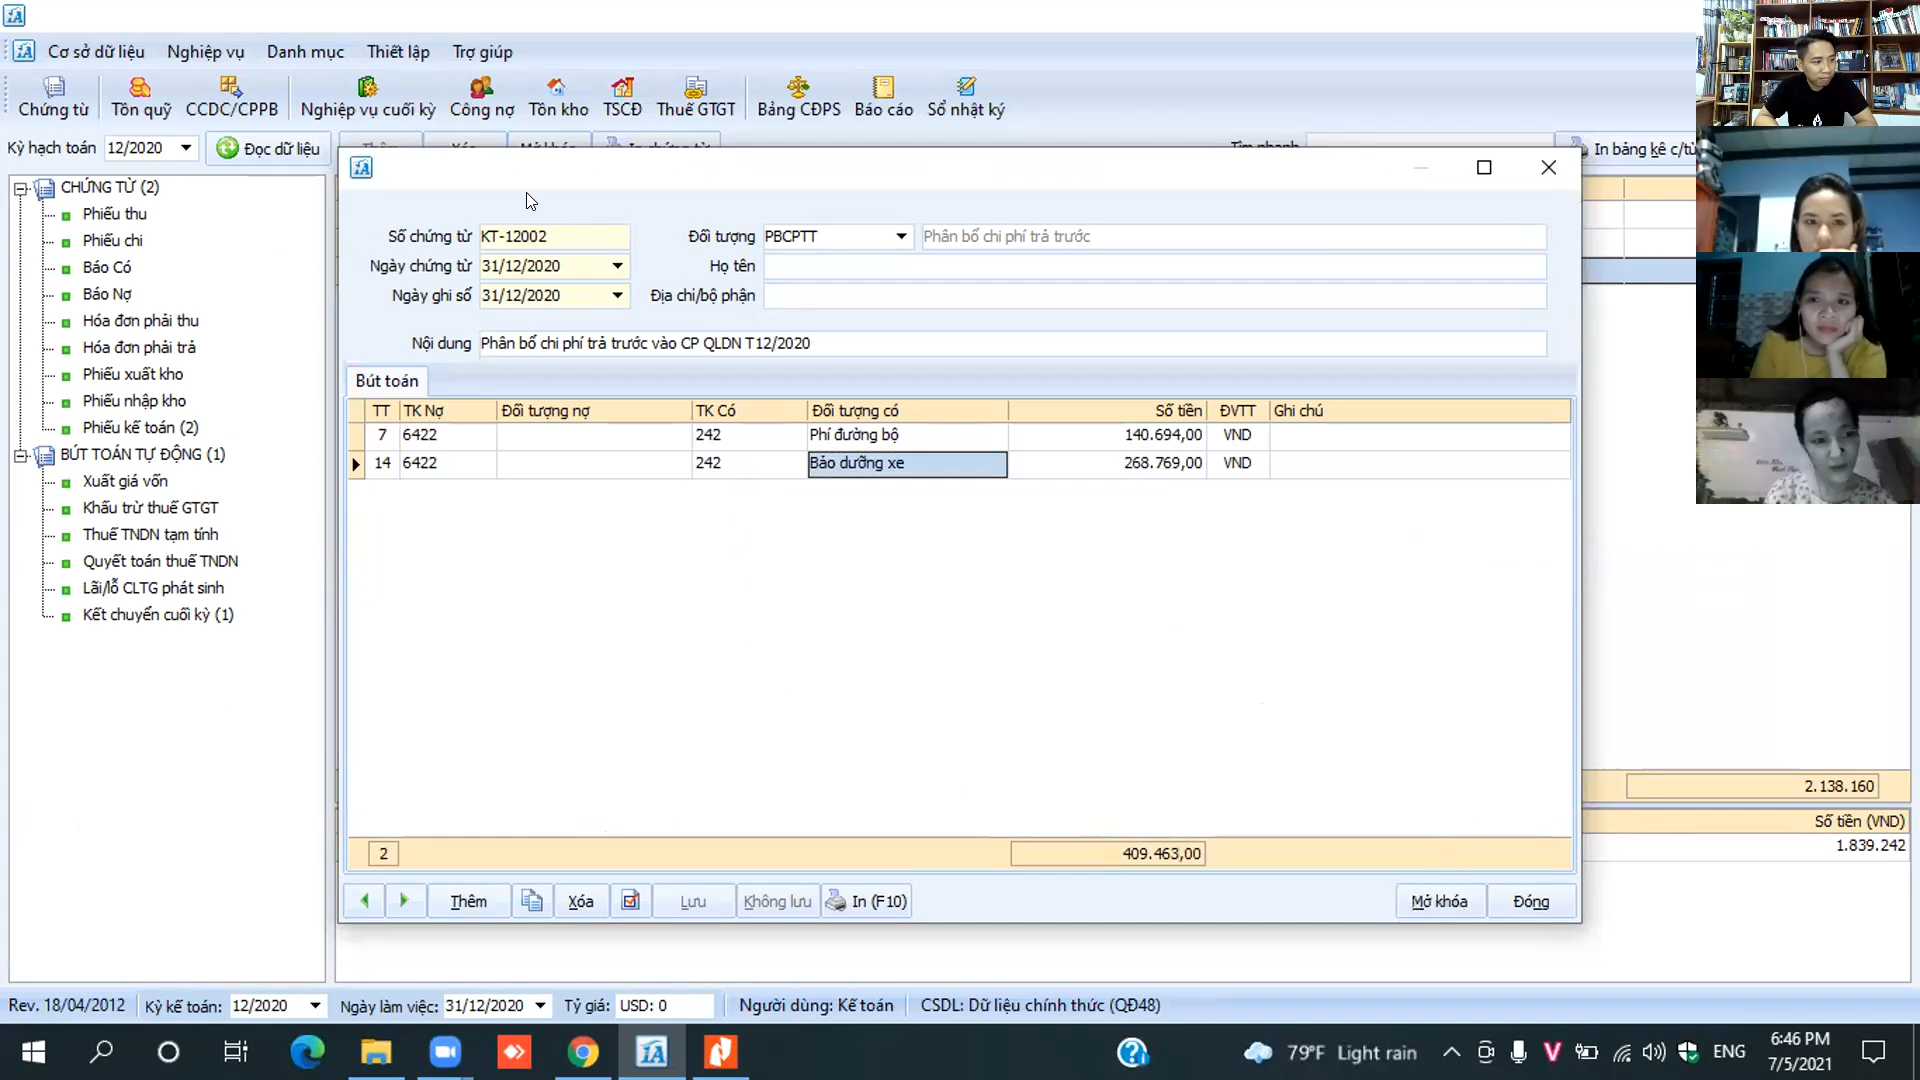 Cơ sở dữ liệu Nghiệp vụ Danh mục Thiết lập Trợ giúp
Chứng từ Tồn quỹ CCDC/CPPB Nghiệp vụ cuối kỳ Công nợ Tồn kho TSCĐ Thuế GTGT Bảng CĐPS Báo cáo Sổ nhật ký
Kỳ hạch toán 12/2020 Đọc dữ liệu In bảng kê c/từ
CHỨNG TỪ (2)
Phiếu thu
Phiếu chi
Báo Có
Báo Nợ
Hóa đơn phải thu
Hóa đơn phải trả
Phiếu xuất kho
Phiếu nhập kho
Phiếu kế toán (2)
BÚT TOÁN TỰ ĐỘNG (1)
Xuất giá vốn
Khấu trừ thuế GTGT
Thuế TNDN tạm tính
Quyết toán thuế TNDN
Lãi/lỗ CLTG phát sinh
Kết chuyển cuối kỳ (1)
Số chứng từ KT-12002 Đối tượng PBCPTT Phân bổ chi phí trả trước
Ngày chứng từ 31/12/2020 Họ tên
Ngày ghi sổ 31/12/2020 Địa chỉ/bộ phận
Nội dung Phân bổ chi phí trả trước vào CP QLDN T12/2020
Bút toán
TT TK Nợ Đối tượng nợ TK Có Đối tượng có Số tiền ĐVTT Ghi chú
7 6422 242 Phí đường bộ 140.694,00 VND
14 6422 242 Bảo dưỡng xe 268.769,00 VND
2 409.463,00
Thêm Xóa Lưu Không lưu In (F10) Mở khóa Đóng
2.138.160
Số tiền (VND)
1.839.242
Rev. 18/04/2012 Kỳ kế toán: 12/2020 Ngày làm việc: 31/12/2020 Tỷ giá: USD: 0 Người dùng: Kế toán CSDL: Dữ liệu chính thức (QĐ48)
79°F Light rain ENG 6:46 PM
7/5/2021